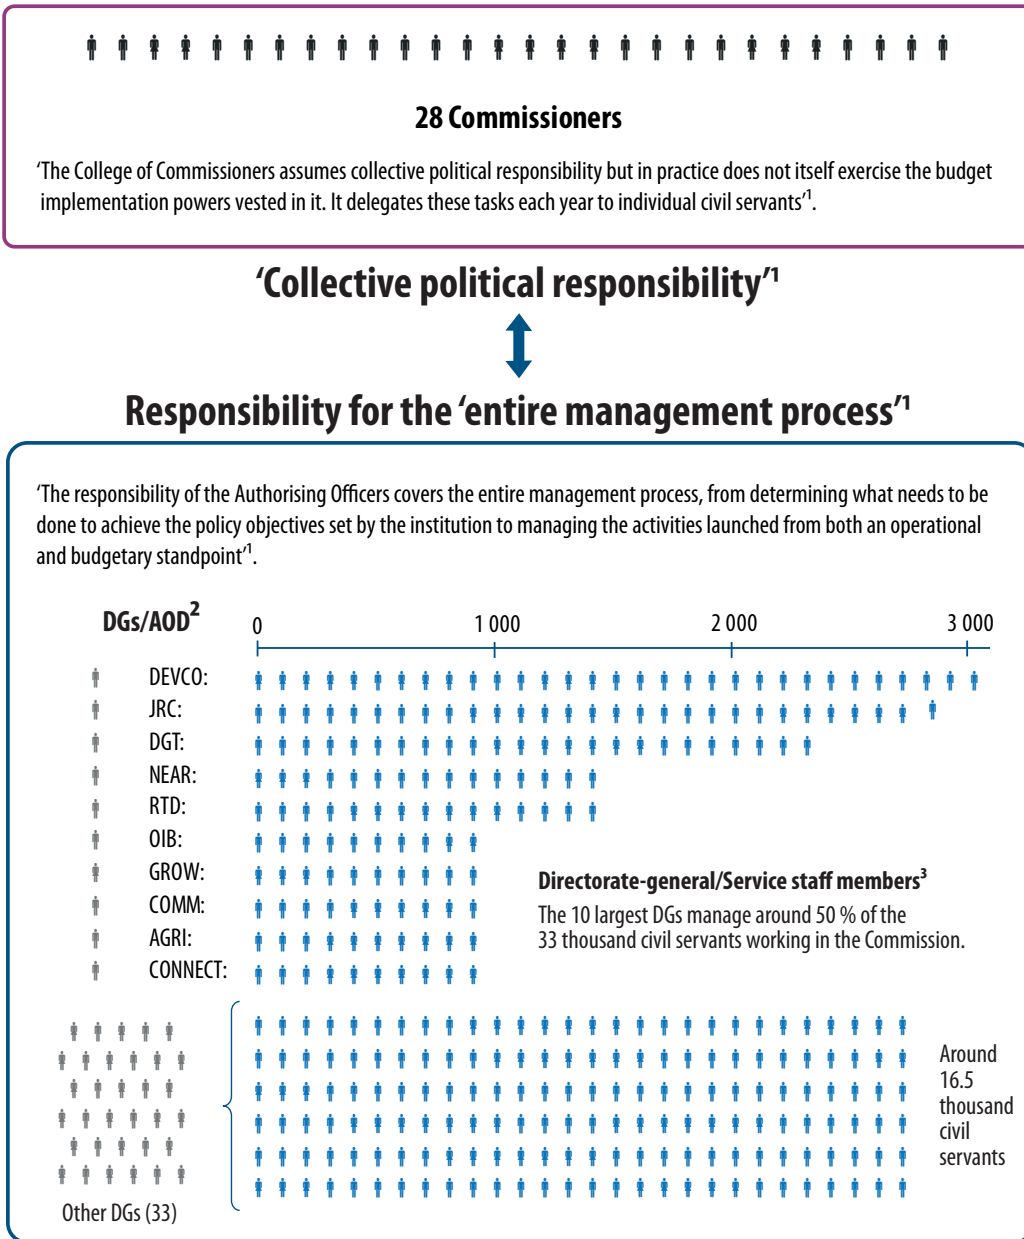 28 Commissioners
‘The College of Commissioners assumes collective political responsibility but in practice does not itself exercise the budget
implementation powers vested in it. It delegates these tasks each year to individual civil servants’¹.
‘Collective political responsibility’¹
Responsibility for the ‘entire management process’¹
‘The responsibility of the Authorising Officers covers the entire management process, from determining what needs to be
done to achieve the policy objectives set by the institution to managing the activities launched from both an operational
and budgetary standpoint’¹.
DGs/AOD²
0 1 000 2 000 3 000
DEVCO:
JRC:
DGT:
NEAR:
RTD:
OIB:
GROW:
COMM:
AGRI:
CONNECT:
Directorate-general/Service staff members³
The 10 largest DGs manage around 50 % of the
33 thousand civil servants working in the Commission.
Other DGs (33)
Around
16.5
thousand
civil
servants